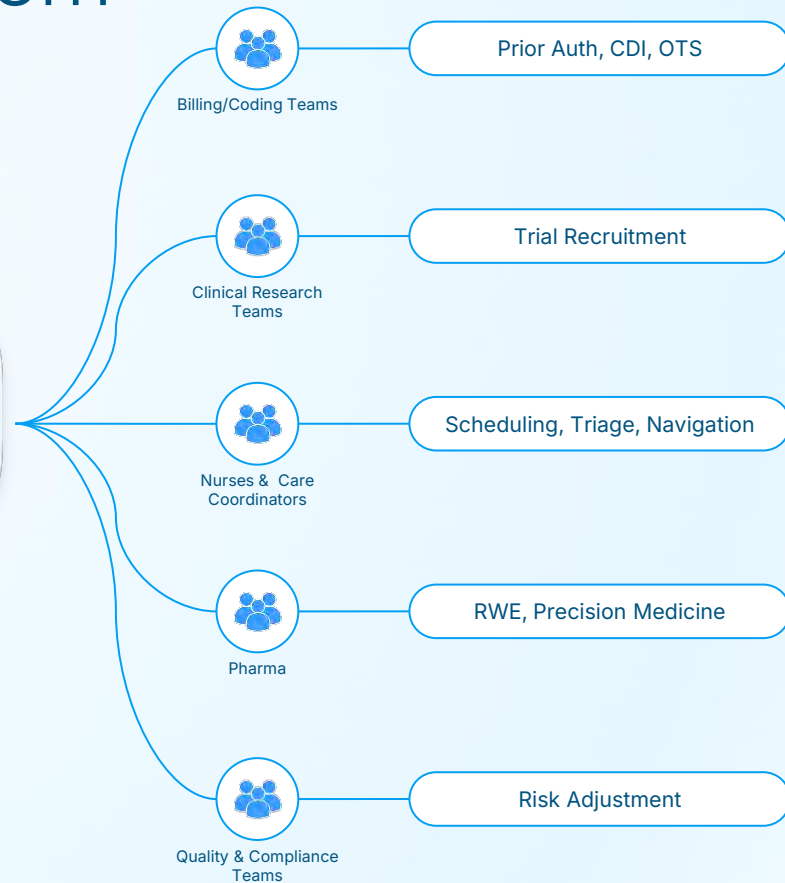 Prior Auth, CDI, OTS
Billing/Coding Teams
Trial Recruitment
Clinical Research
Teams
Scheduling, Triage, Navigation
Nurses & Care
Coordinators
RWE, Precision Medicine
Pharma
Risk Adjustment
Quality & Compliance
Teams